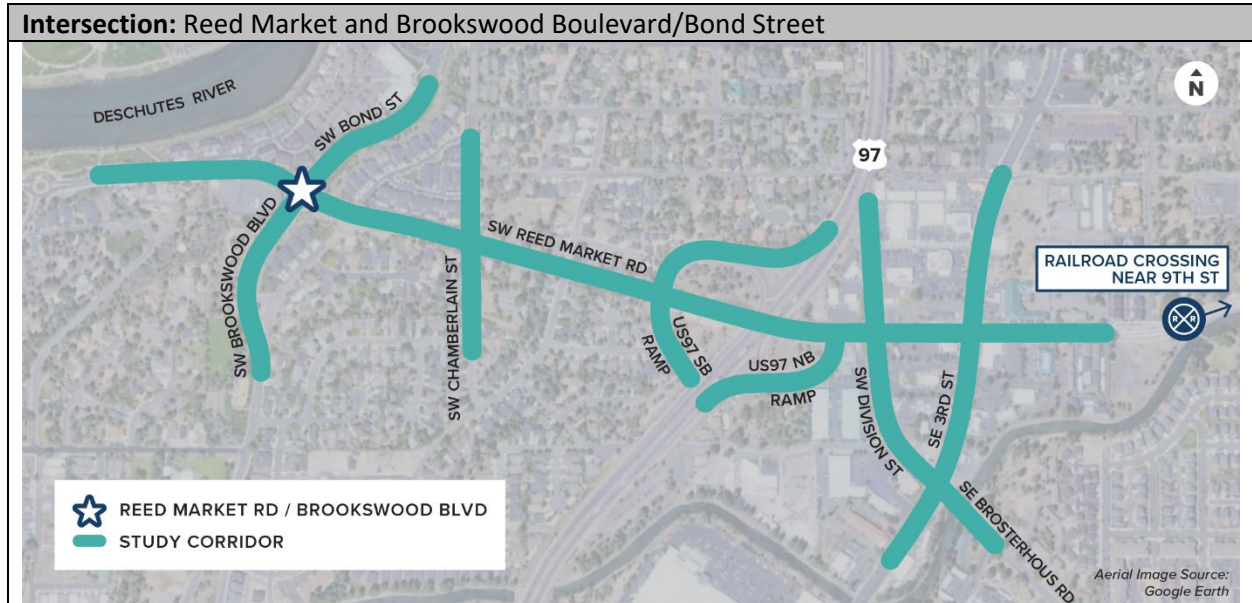 Intersection: Reed Market and Brookswood Boulevard/Bond Street
DESCHUTES RIVER
SW BOND ST
N
97
SW BROOKSWOOD BLVD
SW CHAMBERLAIN ST
SW REED MARKET RD
RAILROAD CROSSING
NEAR 9TH ST
R R
US97 SB
RAMP
US97 NB
RAMP
SW DIVISION ST
SE 3RD ST
SE BROSTERHOUS RD
REED MARKET RD / BROOKSWOOD BLVD
STUDY CORRIDOR
Aerial Image Source:
Google Earth